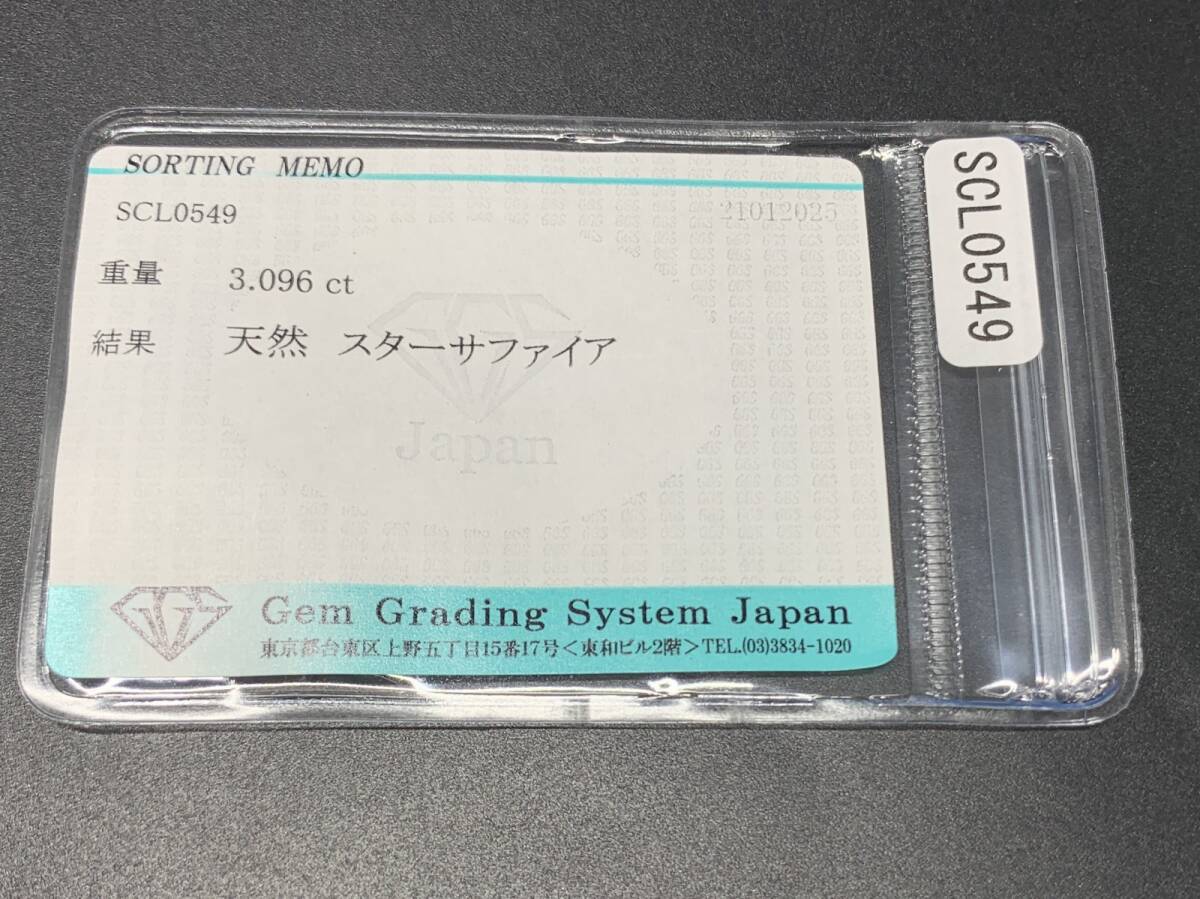 SORTING MEMO
SCL0549 21012025
重量 3.096 ct
結果 天然 スターサファイア
GGS
Japan
GGS Gem Grading System Japan
東京都台東区上野五丁目15番17号<東和ビル2階>TEL.(03)3834-1020
SCL0549